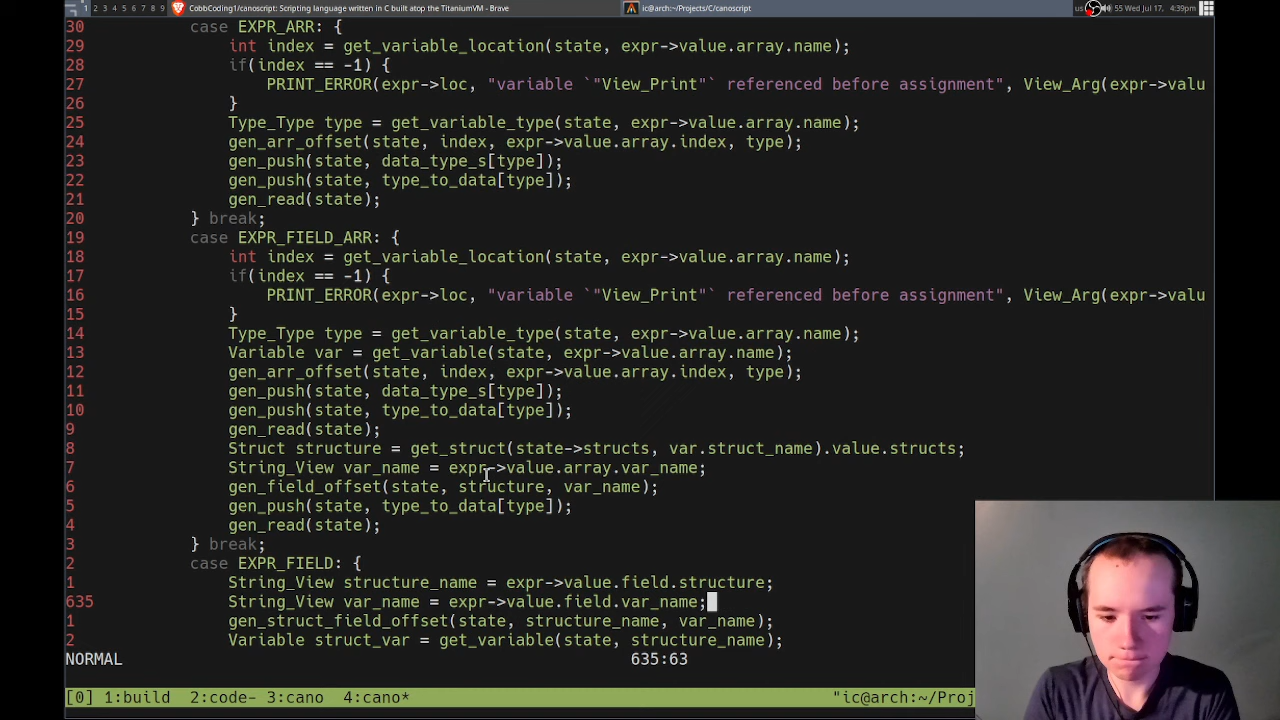 1 2 3 4 5 6 7 8 9 CobbCoding1/canoscript: Scripting language written in C built atop the TitaniumVM - Brave ic@arch:~/Projects/C/canoscript us 55 Wed Jul 17, 4:39pm
30 case EXPR_ARR: {
29 int index = get_variable_location(state, expr->value.array.name);
28 if(index == -1) {
27 PRINT_ERROR(expr->loc, "variable `"View_Print"` referenced before assignment", View_Arg(expr->valu
26 }
25 Type_Type type = get_variable_type(state, expr->value.array.name);
24 gen_arr_offset(state, index, expr->value.array.index, type);
23 gen_push(state, data_type_s[type]);
22 gen_push(state, type_to_data[type]);
21 gen_read(state);
20 } break;
19 case EXPR_FIELD_ARR: {
18 int index = get_variable_location(state, expr->value.array.name);
17 if(index == -1) {
16 PRINT_ERROR(expr->loc, "variable `"View_Print"` referenced before assignment", View_Arg(expr->valu
15 }
14 Type_Type type = get_variable_type(state, expr->value.array.name);
13 Variable var = get_variable(state, expr->value.array.name);
12 gen_arr_offset(state, index, expr->value.array.index, type);
11 gen_push(state, data_type_s[type]);
10 gen_push(state, type_to_data[type]);
9 gen_read(state);
8 Struct structure = get_struct(state->structs, var.struct_name).value.structs;
7 String_View var_name = expr->value.array.var_name;
6 gen_field_offset(state, structure, var_name);
5 gen_push(state, type_to_data[type]);
4 gen_read(state);
3 } break;
2 case EXPR_FIELD: {
1 String_View structure_name = expr->value.field.structure;
635 String_View var_name = expr->value.field.var_name;
1 gen_struct_field_offset(state, structure_name, var_name);
2 Variable struct_var = get_variable(state, structure_name);
NORMAL 635:63
[0] 1:build 2:code- 3:cano 4:cano* "ic@arch:~/Proj